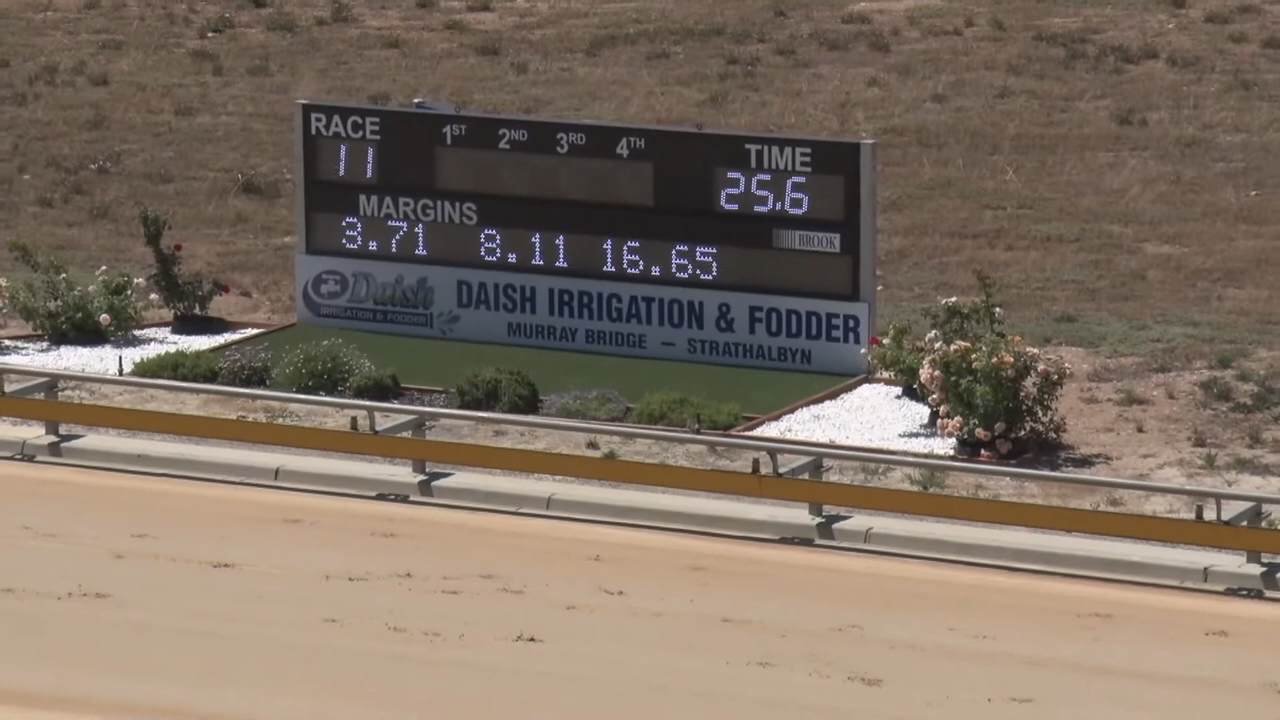 RACE 1ST 2ND 3RD 4TH TIME
11 25.6
MARGINS
3.71 8.11 16.65
BROOK
Daish
IRRIGATION & FODDER
DAISH IRRIGATION & FODDER
MURRAY BRIDGE — STRATHALBYN